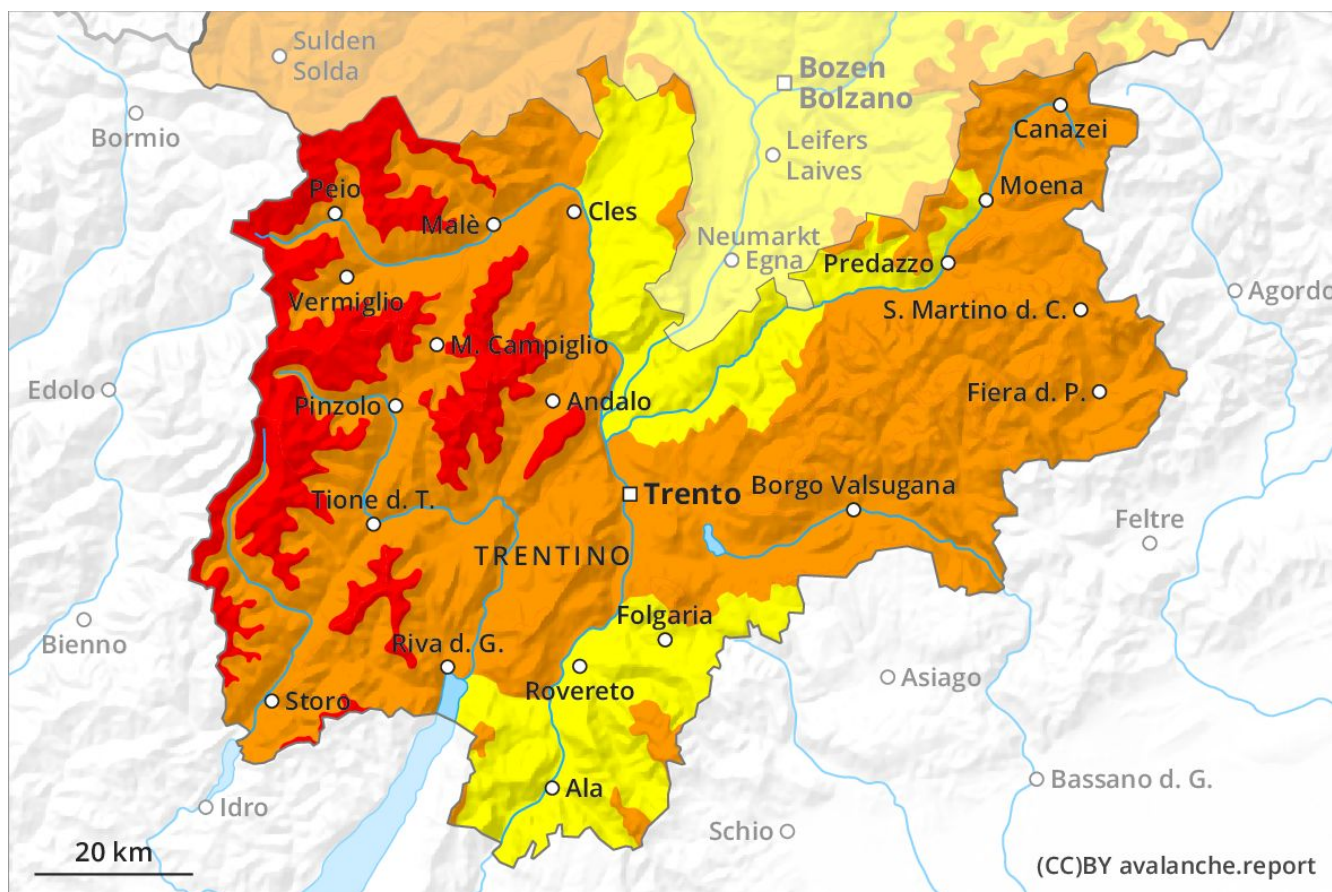 Sulden
Solda
Bozen
Bolzano
Bormio
Canazei
Leifers
Laives
Peio
Moena
Malè
Cles
Neumarkt
Egna
Predazzo
Vermiglio
Agordo
S. Martino d. C.
M. Campiglio
Edolo
Pinzolo
Andalo
Fiera d. P.
Tione d. T.
Trento
Borgo Valsugana
Feltre
TRENTINO
Folgaria
Bienno
Riva d. G.
Rovereto
Asiago
Storo
Ala
Bassano d. G.
Idro
Schio
20 km
(CC)BY avalanche.report